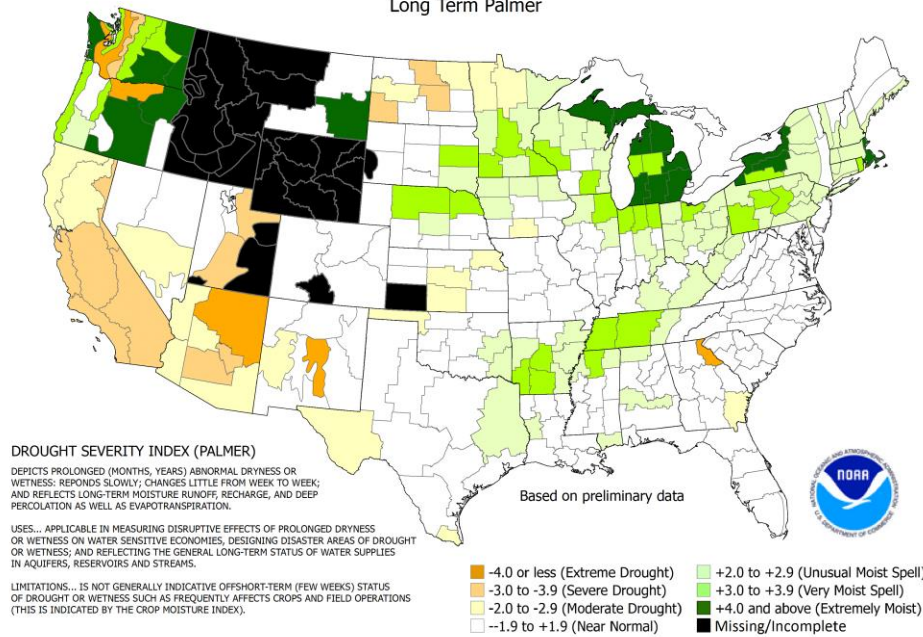 Long Term Palmer
DROUGHT SEVERITY INDEX (PALMER)
DEPICTS PROLONGED (MONTHS, YEARS) ABNORMAL DRYNESS OR
WETNESS: REPONDS SLOWLY; CHANGES LITTLE FROM WEEK TO WEEK;
AND REFLECTS LONG-TERM MOISTURE RUNOFF, RECHARGE, AND DEEP
PERCOLATION AS WELL AS EVAPOTRANSPIRATION.
USES... APPLICABLE IN MEASURING DISRUPTIVE EFFECTS OF PROLONGED DRYNESS
OR WETNESS ON WATER SENSITIVE ECONOMIES, DESIGNING DISASTER AREAS OF DROUGHT
OR WETNESS; AND REFLECTING THE GENERAL LONG-TERM STATUS OF WATER SUPPLIES
IN AQUIFERS, RESERVOIRS AND STREAMS.
LIMITATIONS... IS NOT GENERALLY INDICATIVE OFFSHORT-TERM (FEW WEEKS) STATUS
OF DROUGHT OR WETNESS SUCH AS FREQUENTLY AFFECTS CROPS AND FIELD OPERATIONS
(THIS IS INDICATED BY THE CROP MOISTURE INDEX).
Based on preliminary data
NATIONAL OCEANIC AND ATMOSPHERIC ADMINISTRATION
NOAA
U.S. DEPARTMENT OF COMMERCE
-4.0 or less (Extreme Drought)
-3.0 to -3.9 (Severe Drought)
-2.0 to -2.9 (Moderate Drought)
--1.9 to +1.9 (Near Normal)
+2.0 to +2.9 (Unusual Moist Spell)
+3.0 to +3.9 (Very Moist Spell)
+4.0 and above (Extremely Moist)
Missing/Incomplete